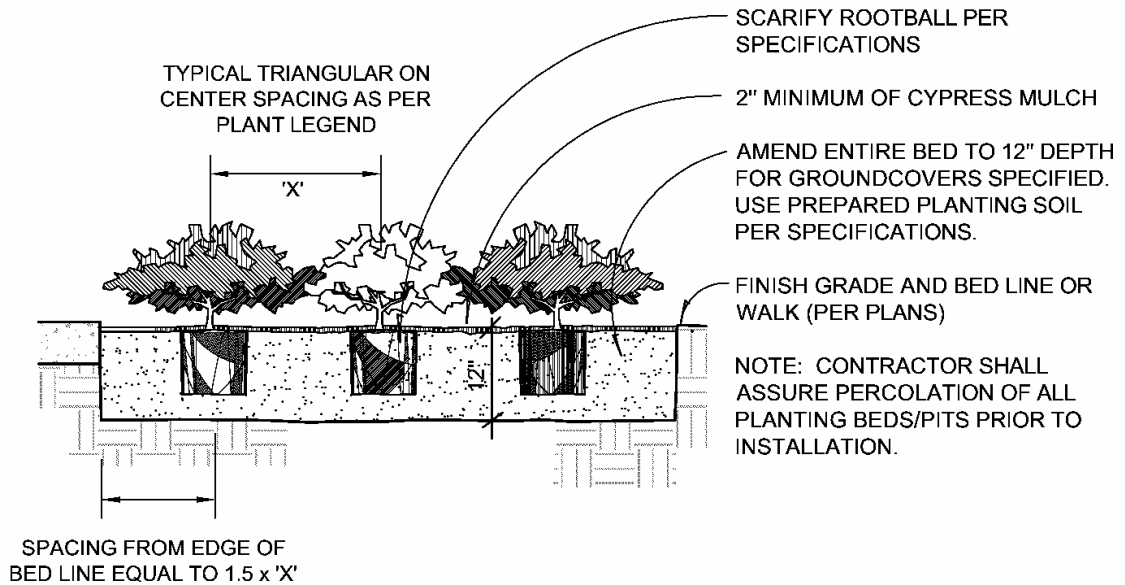 SCARIFY ROOTBALL PER
SPECIFICATIONS
TYPICAL TRIANGULAR ON
CENTER SPACING AS PER
PLANT LEGEND
2" MINIMUM OF CYPRESS MULCH
AMEND ENTIRE BED TO 12" DEPTH
FOR GROUNDCOVERS SPECIFIED.
USE PREPARED PLANTING SOIL
PER SPECIFICATIONS.
'X'
FINISH GRADE AND BED LINE OR
WALK (PER PLANS)
12"
NOTE: CONTRACTOR SHALL
ASSURE PERCOLATION OF ALL
PLANTING BEDS/PITS PRIOR TO
INSTALLATION.
SPACING FROM EDGE OF
BED LINE EQUAL TO 1.5 x 'X'